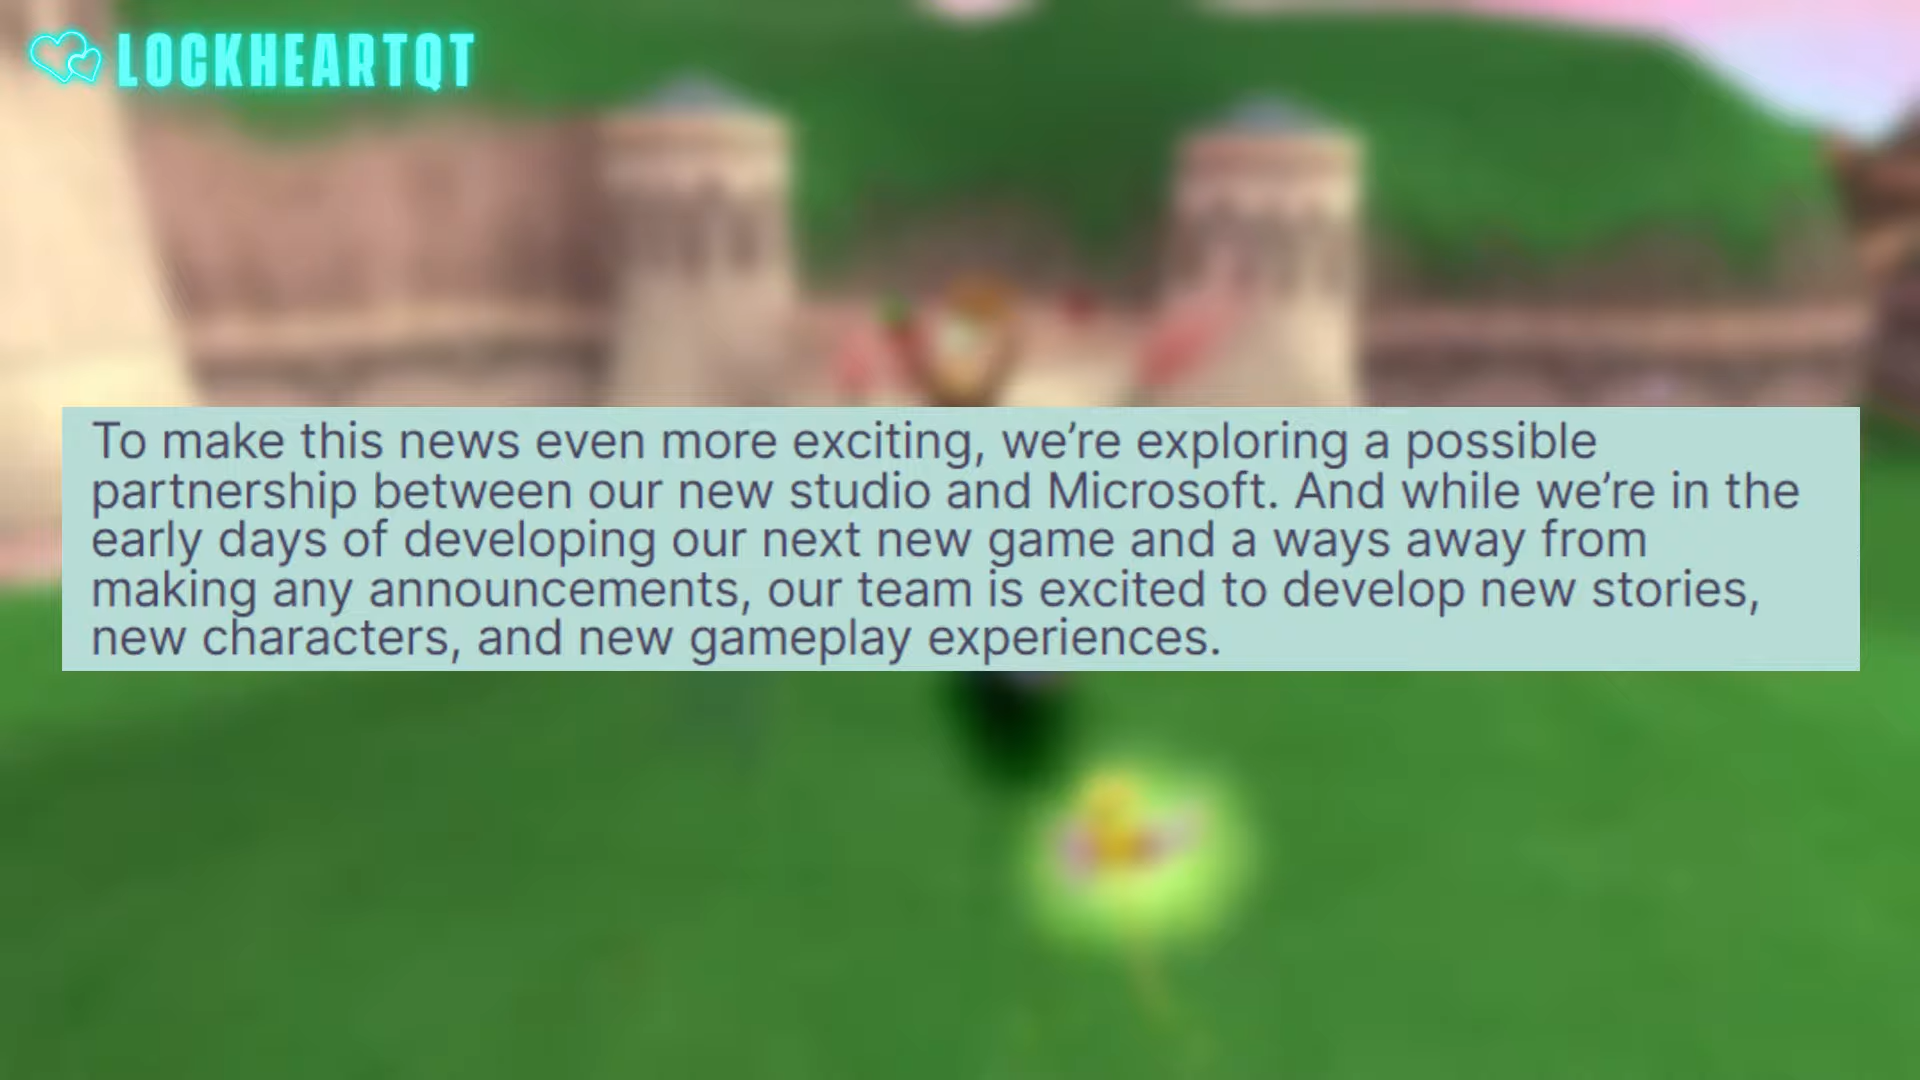 LOCKHEARTQT
To make this news even more exciting, we’re exploring a possible
partnership between our new studio and Microsoft. And while we’re in the
early days of developing our next new game and a ways away from
making any announcements, our team is excited to develop new stories,
new characters, and new gameplay experiences.